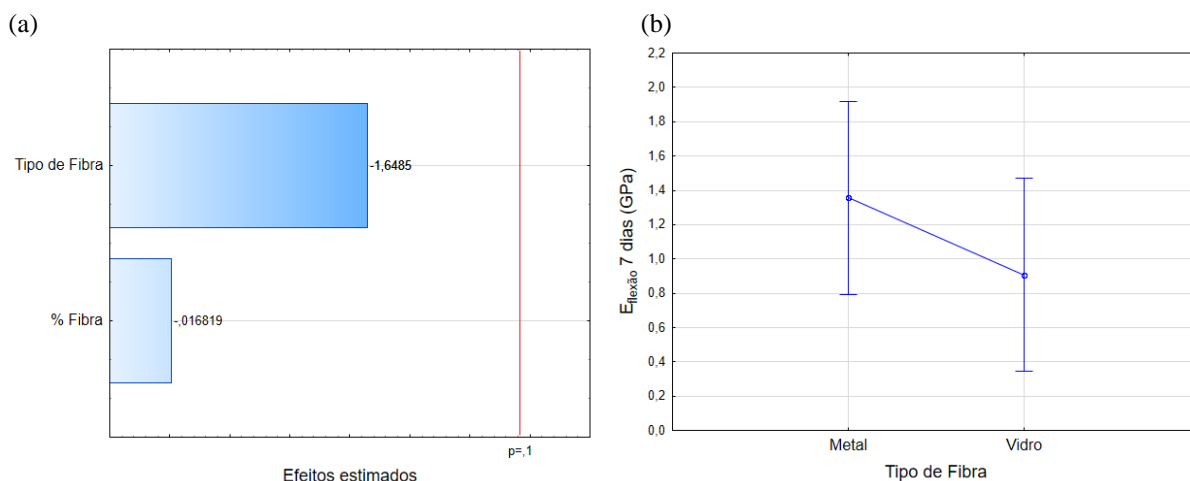 (a)
Tipo de Fibra
-1,6485
% Fibra
-,016819
p=,1
Efeitos estimados
(b)
2,2
2,0
1,8
1,6
1,4
1,2
1,0
0,8
0,6
0,4
0,2
0,0
E flexão 7 dias (GPa)
Metal
Vidro
Tipo de Fibra